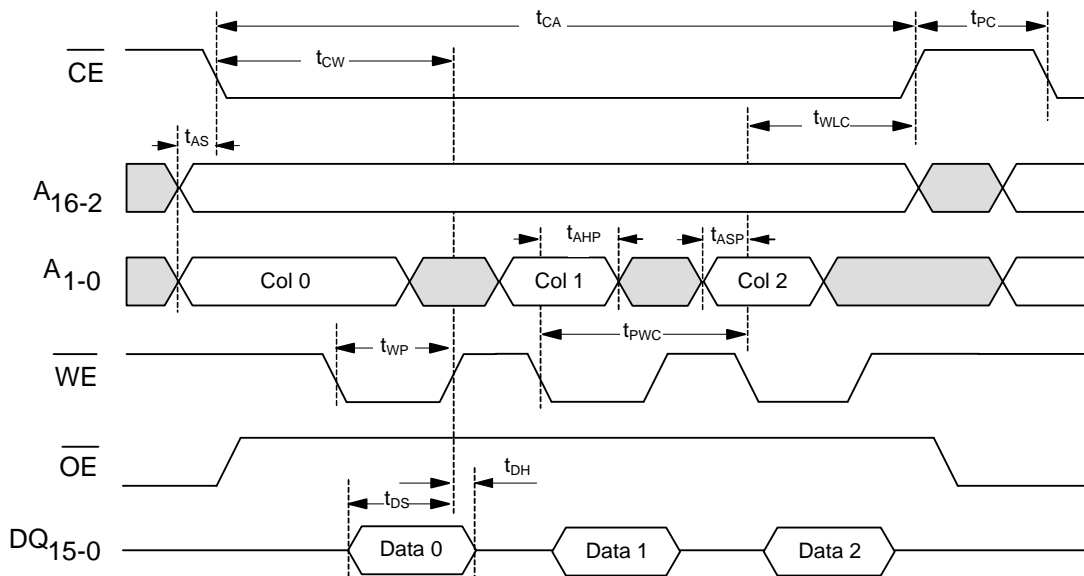 tCA
tPC
CE
tCW
tWLC
tAS
A16-2
tAHP
tASP
A1-0
Col 0
Col 1
Col 2
tPWC
tWP
WE
OE
tDH
tDS
DQ15-0
Data 0
Data 1
Data 2